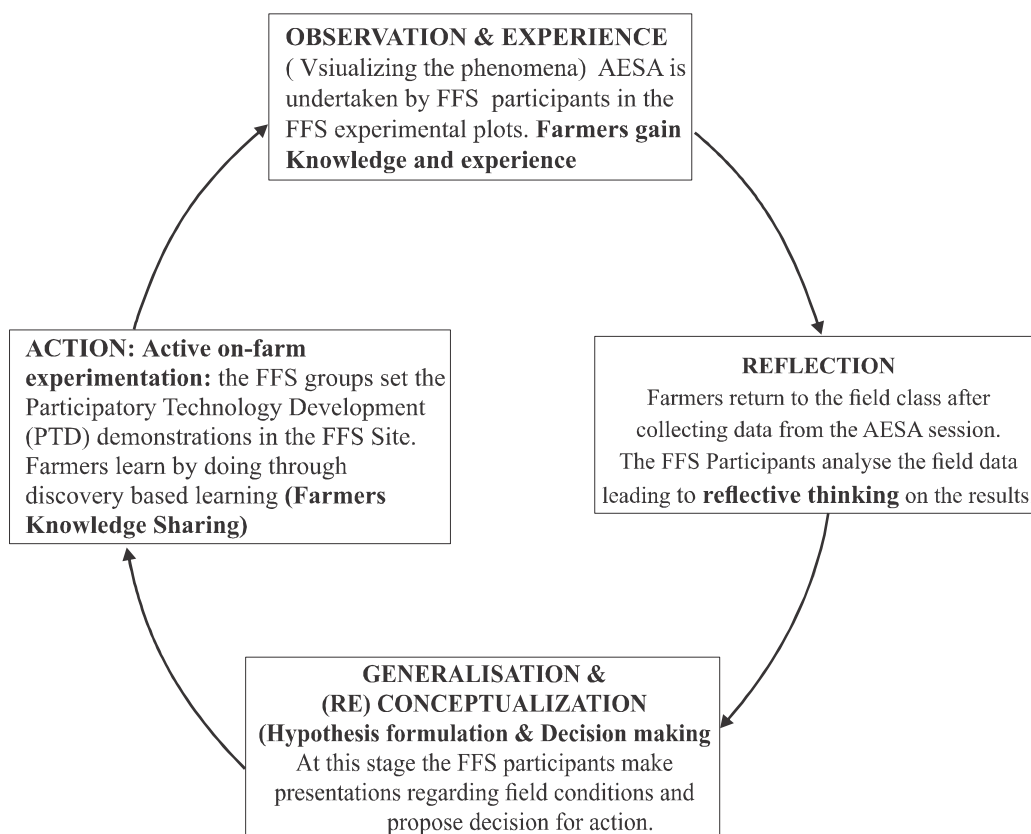 OBSERVATION & EXPERIENCE
( Vsiualizing the phenomena) AESA is
undertaken by FFS participants in the
FFS experimental plots. Farmers gain
Knowledge and experience
REFLECTION
Farmers return to the field class after
collecting data from the AESA session.
The FFS Participants analyse the field data
leading to reflective thinking on the results
GENERALISATION &
(RE) CONCEPTUALIZATION
(Hypothesis formulation & Decision making
At this stage the FFS participants make
presentations regarding field conditions and
propose decision for action.
ACTION: Active on-farm
experimentation: the FFS groups set the
Participatory Technology Development
(PTD) demonstrations in the FFS Site.
Farmers learn by doing through
discovery based learning (Farmers
Knowledge Sharing)